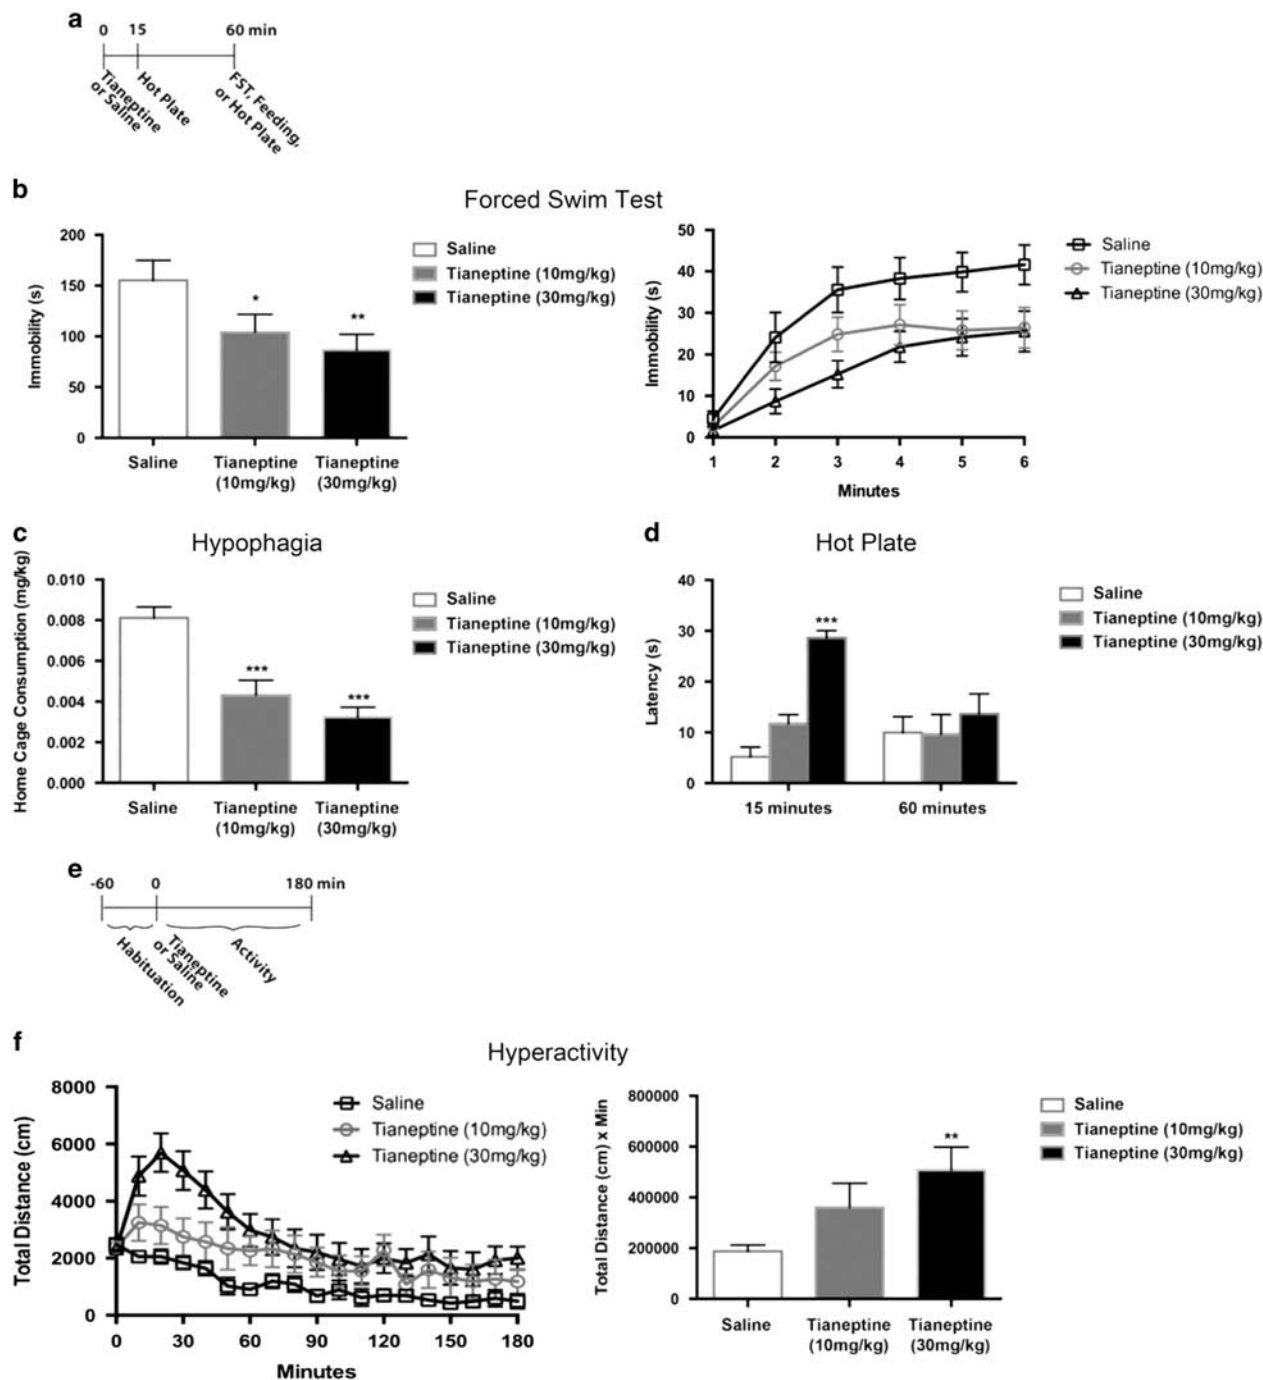 a
0 15 60 min
Tianeptine
or Saline
Hot Plate
FST, Feeding,
or Hot Plate
b
Forced Swim Test
200
150
100
50
0
Immobility (s)
*
**
Saline
Tianeptine
(10mg/kg)
Tianeptine
(30mg/kg)
Saline
Tianeptine (10mg/kg)
Tianeptine (30mg/kg)
50
40
30
20
10
0
Immobility (s)
1 2 3 4 5 6
Minutes
Saline
Tianeptine (10mg/kg)
Tianeptine (30mg/kg)
c
Hypophagia
0.010
0.008
0.006
0.004
0.002
0.000
Home Cage Consumption (mg/kg)
***
***
Saline
Tianeptine
(10mg/kg)
Tianeptine
(30mg/kg)
Saline
Tianeptine (10mg/kg)
Tianeptine (30mg/kg)
d
Hot Plate
40
30
20
10
0
Latency (s)
***
15 minutes 60 minutes
Saline
Tianeptine (10mg/kg)
Tianeptine (30mg/kg)
e
-60 0 180 min
Habituation
Tianeptine
or Saline
Activity
f
Hyperactivity
8000
6000
4000
2000
0
Total Distance (cm)
0 30 60 90 120 150 180
Minutes
Saline
Tianeptine (10mg/kg)
Tianeptine (30mg/kg)
800000
600000
400000
200000
0
Total Distance (cm) x Min
**
Saline
Tianeptine
(10mg/kg)
Tianeptine
(30mg/kg)
Saline
Tianeptine (10mg/kg)
Tianeptine (30mg/kg)